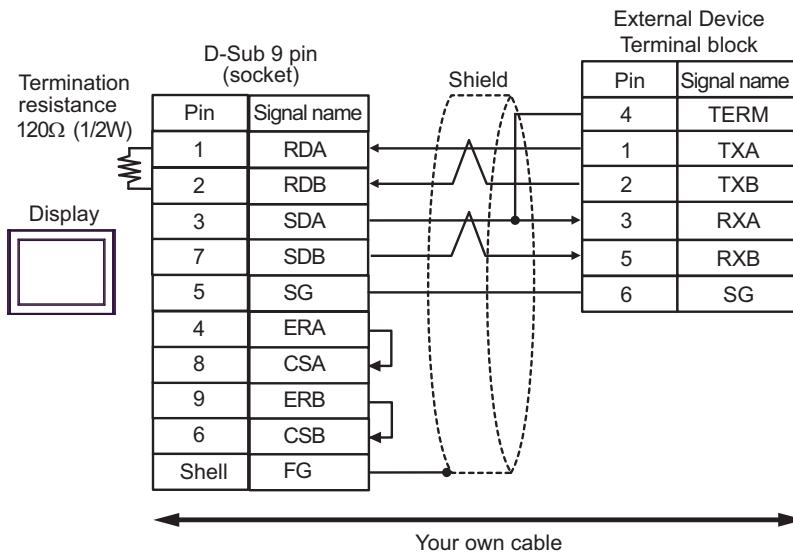 External Device
Terminal block
D-Sub 9 pin
(socket)
Shield
Termination
resistance
120Ω (1/2W)
Display
Pin Signal name
1 RDA
2 RDB
3 SDA
7 SDB
5 SG
4 ERA
8 CSA
9 ERB
6 CSB
Shell FG
Pin Signal name
4 TERM
1 TXA
2 TXB
3 RXA
5 RXB
6 SG
Your own cable